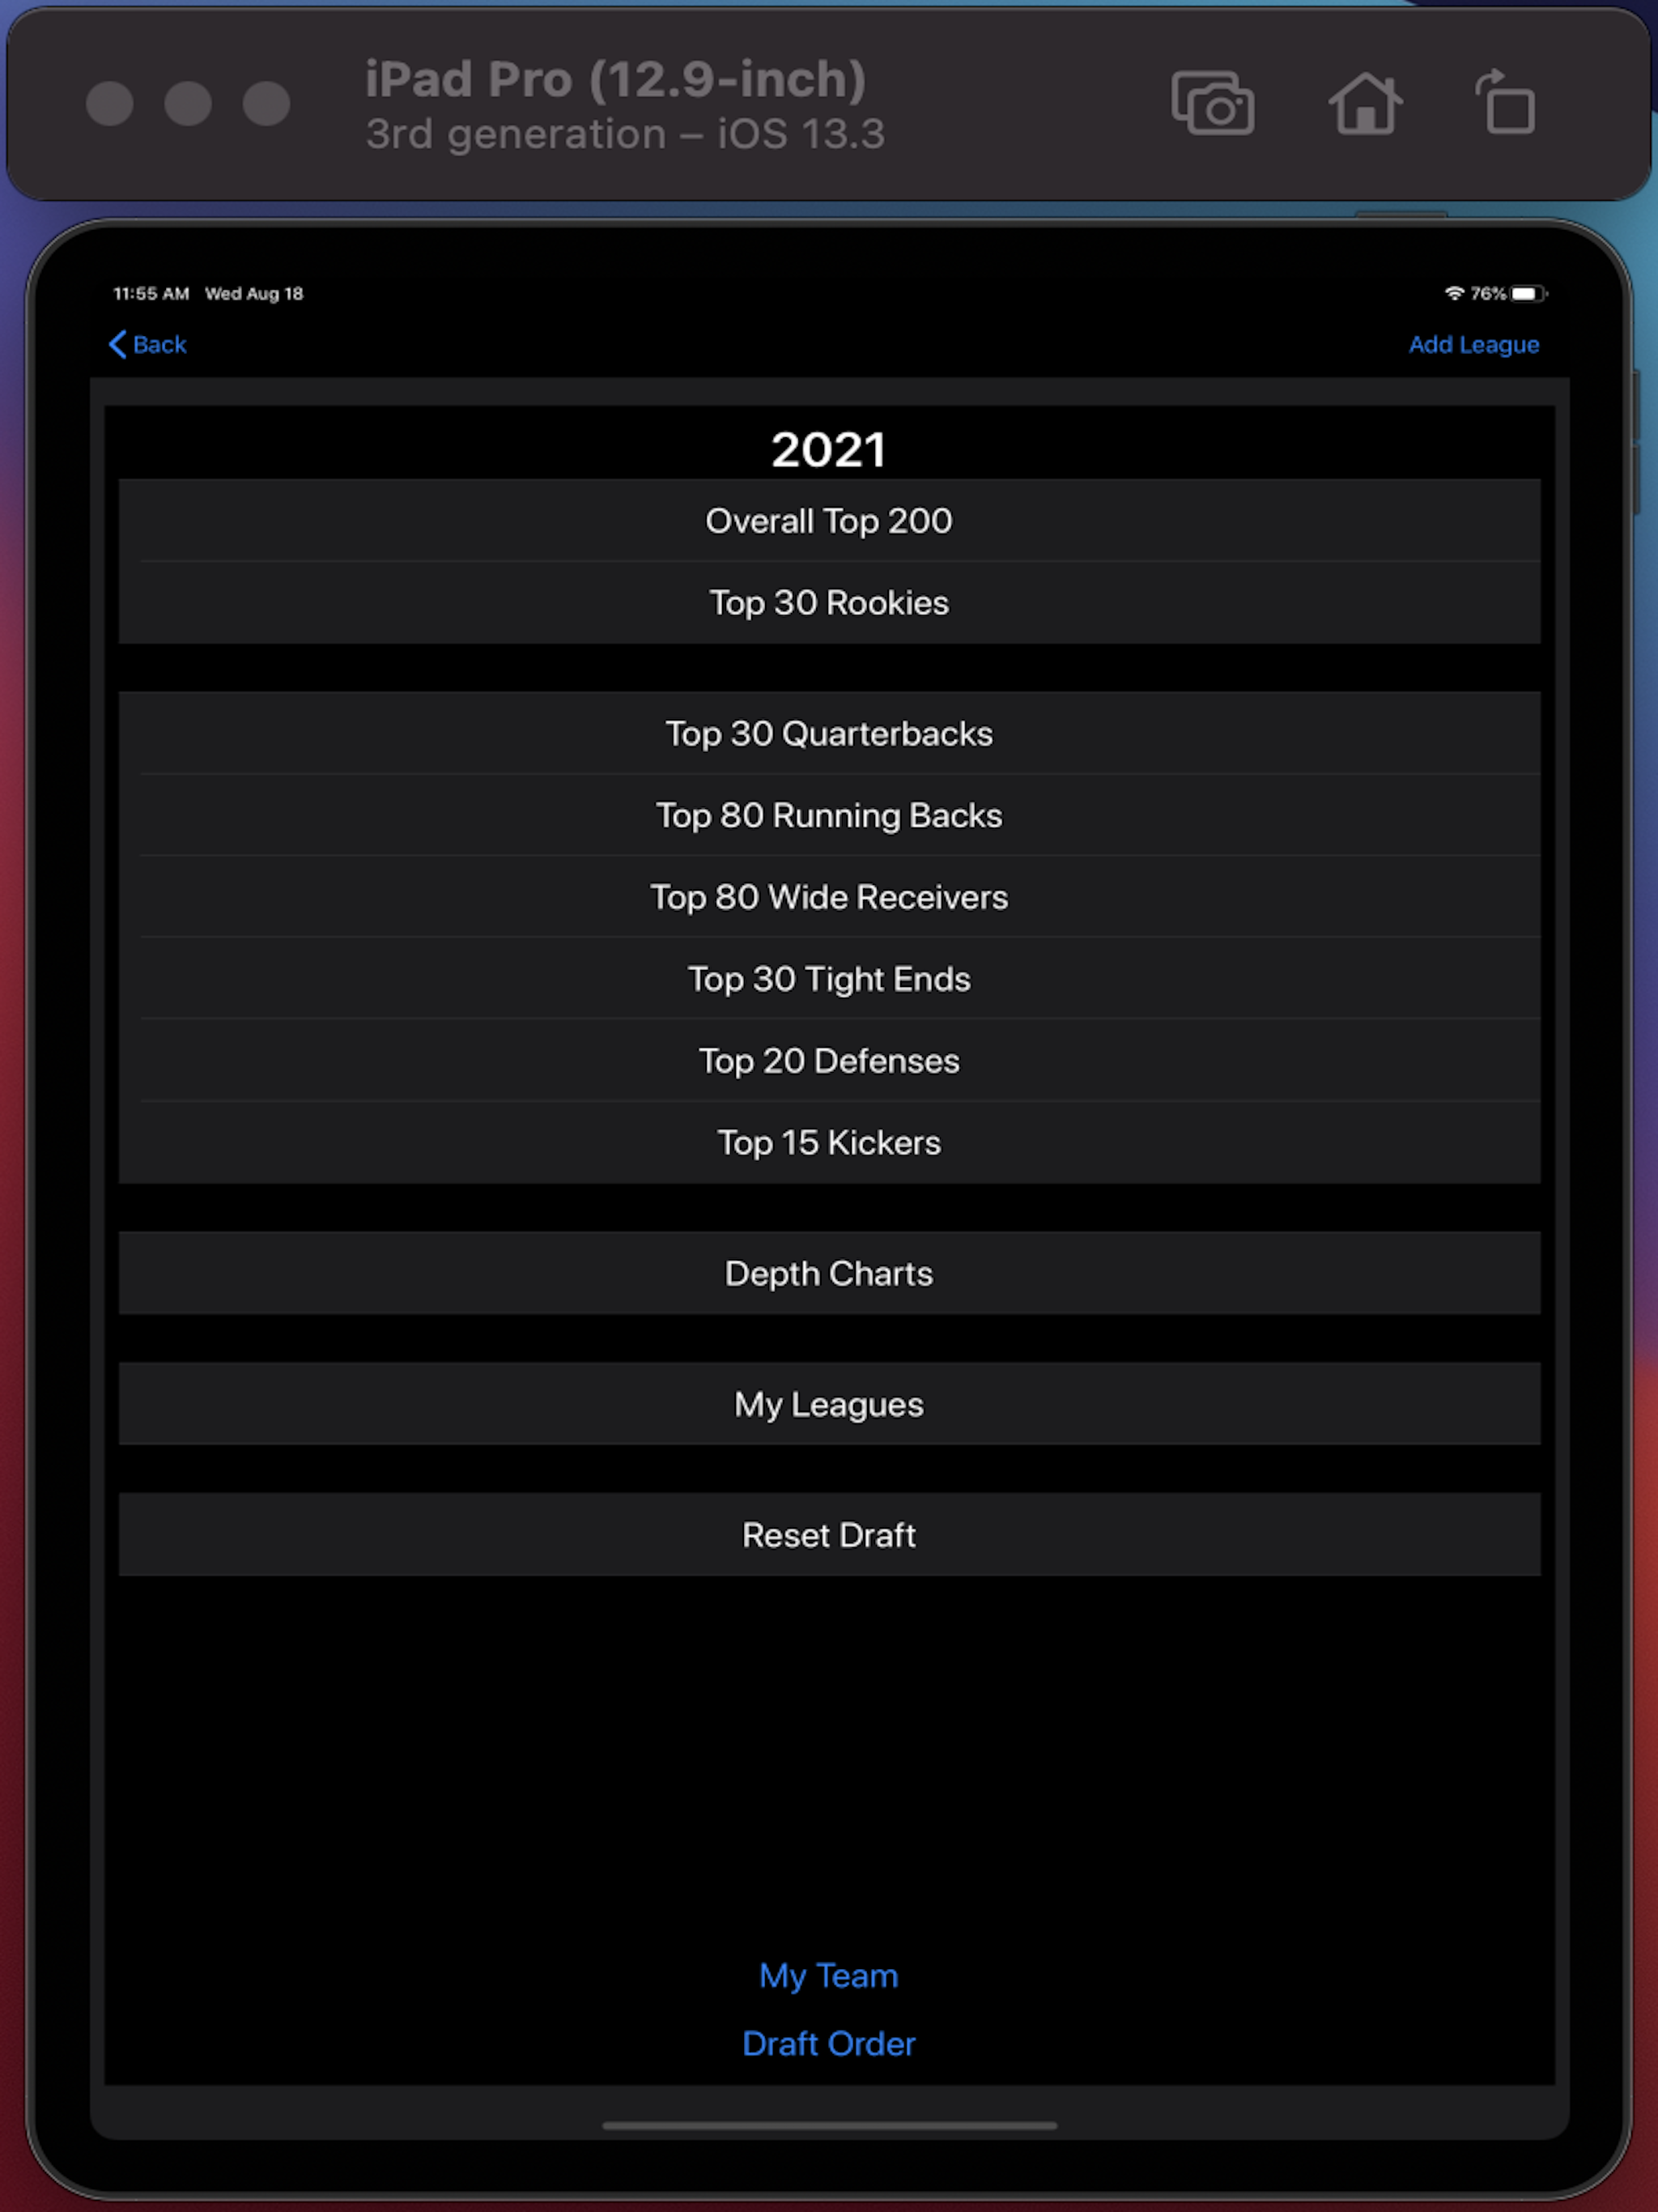 iPad Pro (12.9-inch)
3rd generation – iOS 13.3
11:55 AM Wed Aug 18
76%
Back
Add League
2021
Overall Top 200
Top 30 Rookies
Top 30 Quarterbacks
Top 80 Running Backs
Top 80 Wide Receivers
Top 30 Tight Ends
Top 20 Defenses
Top 15 Kickers
Depth Charts
My Leagues
Reset Draft
My Team
Draft Order